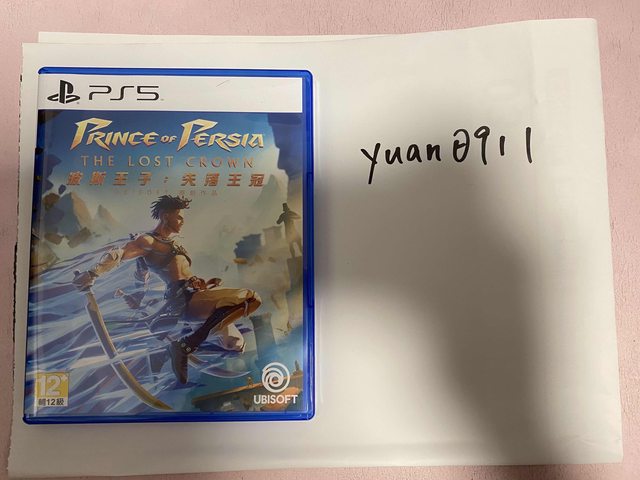 PS5
PRINCE OF PERSIA
THE LOST CROWN
波斯王子：失落王冠
12+
輔12級
UBISOFT
yuan0911